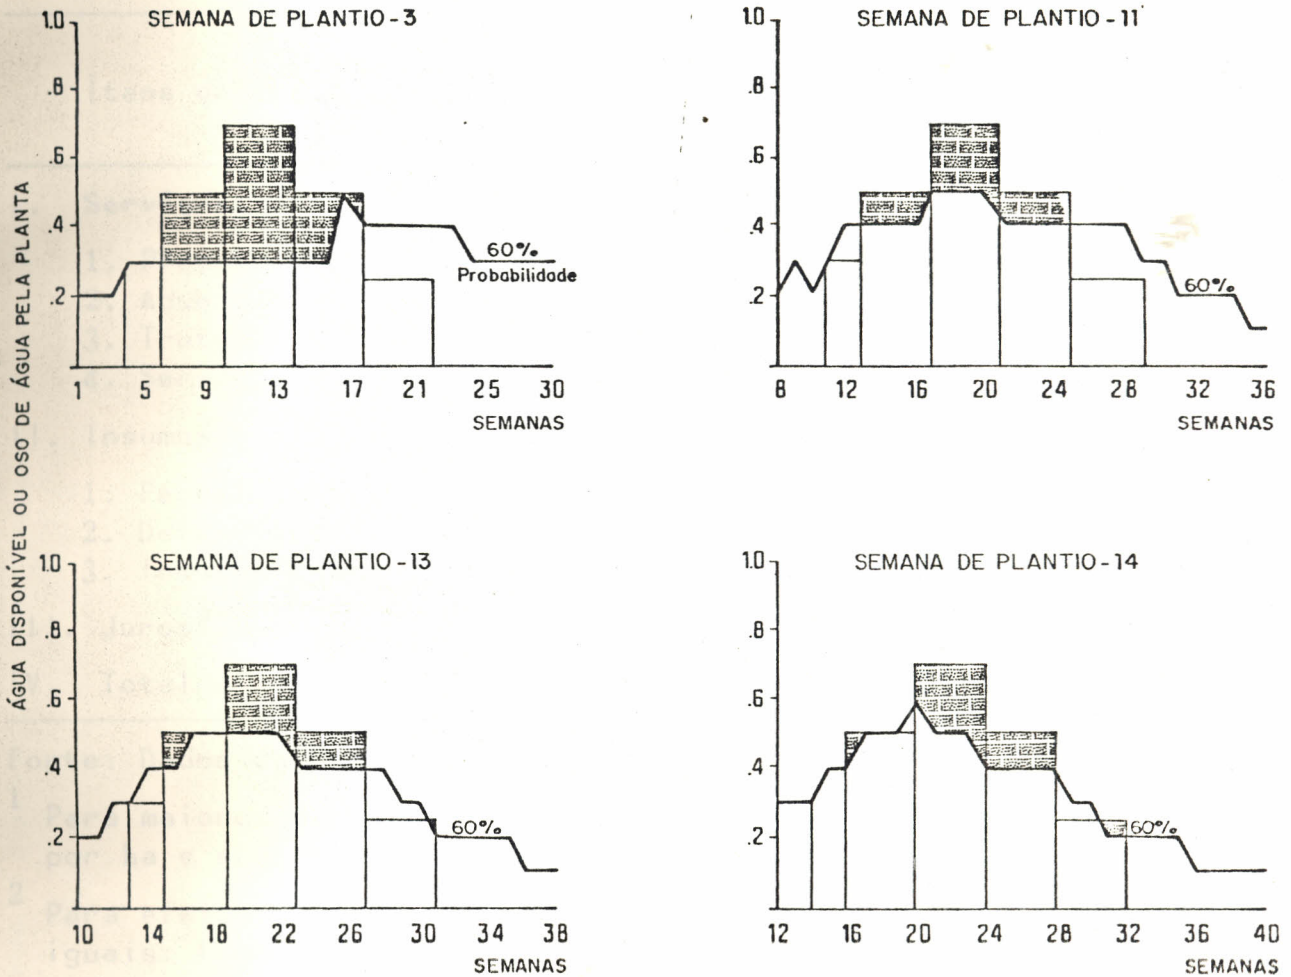 ÁGUA DISPONÍVEL OU OSO DE ÁGUA PELA PLANTA
SEMANA DE PLANTIO - 3
1.0
.8
.6
.4
.2
60%
Probabilidade
1 5 9 13 17 21 25 30
SEMANAS
SEMANA DE PLANTIO - 11
1.0
.8
.6
.4
.2
60%
8 12 16 20 24 28 32 36
SEMANAS
SEMANA DE PLANTIO - 13
1.0
.8
.6
.4
.2
60%
10 14 18 22 26 30 34 38
SEMANAS
SEMANA DE PLANTIO - 14
1.0
.8
.6
.4
.2
60%
12 16 20 24 28 32 36 40
SEMANAS